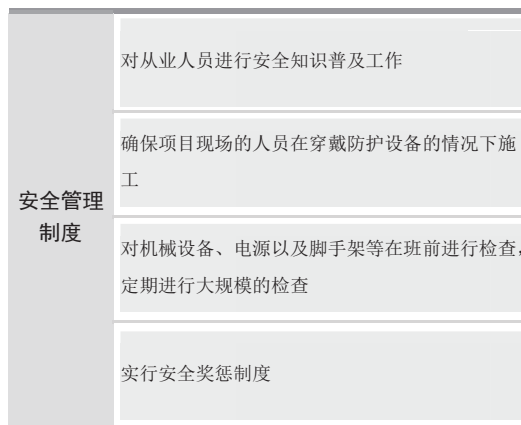 安全管理
制度
对从业人员进行安全知识普及工作
确保项目现场的人员在穿戴防护设备的情况下施
工
对机械设备、电源以及脚手架等在班前进行检查，
定期进行大规模的检查
实行安全奖惩制度